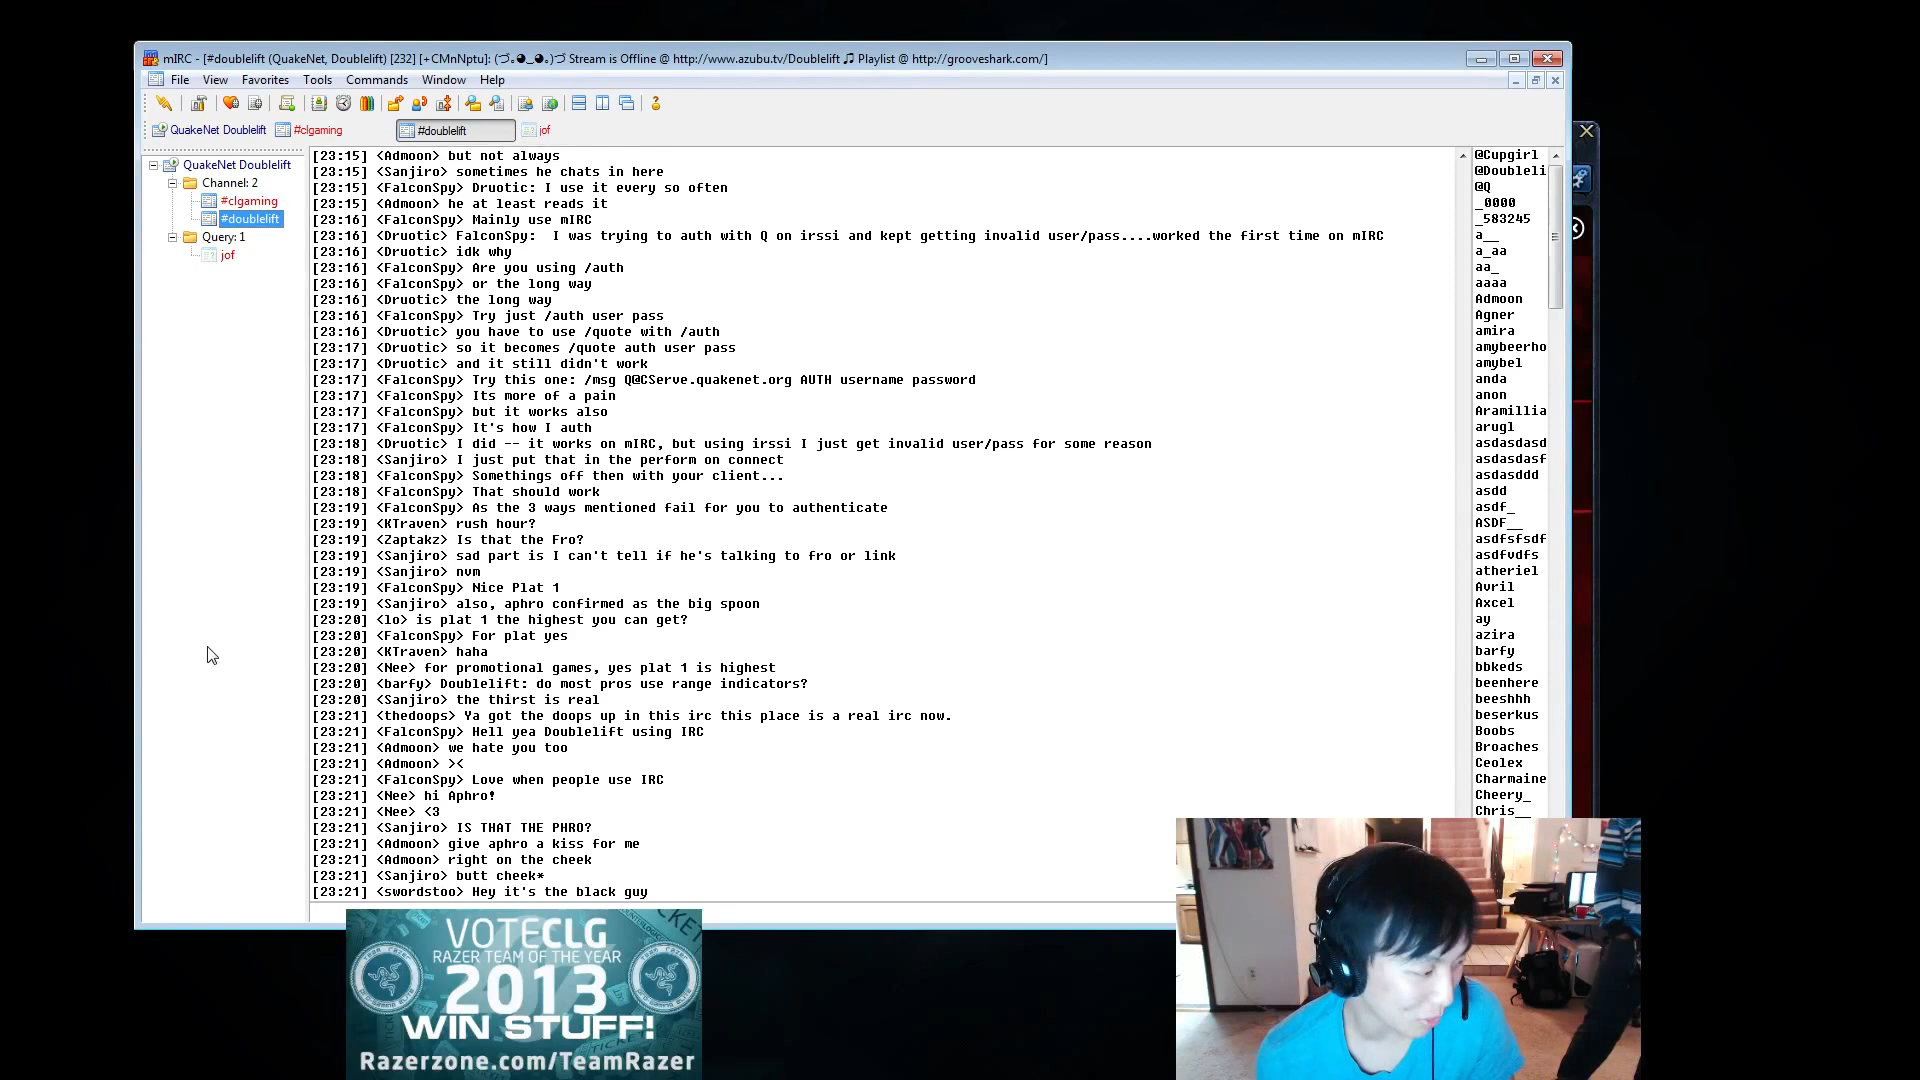 mIRC - [#doublelift (QuakeNet, Doublelift) [232] [+CMnNptu]: (づ｡◕‿◕｡)づ Stream is Offline @ http://www.azubu.tv/Doublelift ♫ Playlist @ http://grooveshark.com/]
File View Favorites Tools Commands Window Help
QuakeNet Doublelift #clgaming #doublelift jof
QuakeNet Doublelift
Channel: 2
#clgaming
#doublelift
Query: 1
jof
[23:15] <Admoon> but not always
[23:15] <Sanjiro> sometimes he chats in here
[23:15] <FalconSpy> Druotic: I use it every so often
[23:15] <Admoon> he at least reads it
[23:16] <FalconSpy> Mainly use mIRC
[23:16] <Druotic> FalconSpy:  I was trying to auth with Q on irssi and kept getting invalid user/pass....worked the first time on mIRC
[23:16] <Druotic> idk why
[23:16] <FalconSpy> Are you using /auth
[23:16] <FalconSpy> or the long way
[23:16] <Druotic> the long way
[23:16] <FalconSpy> Try just /auth user pass
[23:16] <Druotic> you have to use /quote with /auth
[23:17] <Druotic> so it becomes /quote auth user pass
[23:17] <Druotic> and it still didn't work
[23:17] <FalconSpy> Try this one: /msg Q@CServe.quakenet.org AUTH username password
[23:17] <FalconSpy> Its more of a pain
[23:17] <FalconSpy> but it works also
[23:17] <FalconSpy> It's how I auth
[23:18] <Druotic> I did -- it works on mIRC, but using irssi I just get invalid user/pass for some reason
[23:18] <Sanjiro> I just put that in the perform on connect
[23:18] <FalconSpy> Somethings off then with your client...
[23:18] <FalconSpy> That should work
[23:19] <FalconSpy> As the 3 ways mentioned fail for you to authenticate
[23:19] <KTraven> rush hour?
[23:19] <Zaptakz> Is that the Fro?
[23:19] <Sanjiro> sad part is I can't tell if he's talking to fro or link
[23:19] <Sanjiro> nvm
[23:19] <FalconSpy> Nice Plat 1
[23:19] <Sanjiro> also, aphro confirmed as the big spoon
[23:20] <lo> is plat 1 the highest you can get?
[23:20] <FalconSpy> For plat yes
[23:20] <KTraven> haha
[23:20] <Nee> for promotional games, yes plat 1 is highest
[23:20] <barfy> Doublelift: do most pros use range indicators?
[23:20] <Sanjiro> the thirst is real
[23:21] <thedoops> Ya got the doops up in this irc this place is a real irc now.
[23:21] <FalconSpy> Hell yea Doublelift using IRC
[23:21] <Admoon> we hate you too
[23:21] <Admoon> ><
[23:21] <FalconSpy> Love when people use IRC
[23:21] <Nee> hi Aphro!
[23:21] <Nee> <3
[23:21] <Sanjiro> IS THAT THE PHRO?
[23:21] <Admoon> give aphro a kiss for me
[23:21] <Admoon> right on the cheek
[23:21] <Sanjiro> butt cheek*
[23:21] <swordstoo> Hey it's the black guy
@Cupgirl
@Doubleli
@Q
_0000
_583245
a__
a_aa
aa_
aaaa
Admoon
Agner
amira
amybeerho
amybel
anda
anon
Aramillia
arugl
asdasdasd
asdasdasf
asdasddd
asdd
asdf_
ASDF__
asdfsfsdf
asdfvdfs
atheriel
Avril
Axcel
ay
azira
barfy
bbkeds
beenhere
beeshhh
beserkus
Boobs
Broaches
Ceolex
Charmaine
Cheery_
Chris__
VOTECLG
RAZER TEAM OF THE YEAR
2013
WIN STUFF!
Razerzone.com/TeamRazer